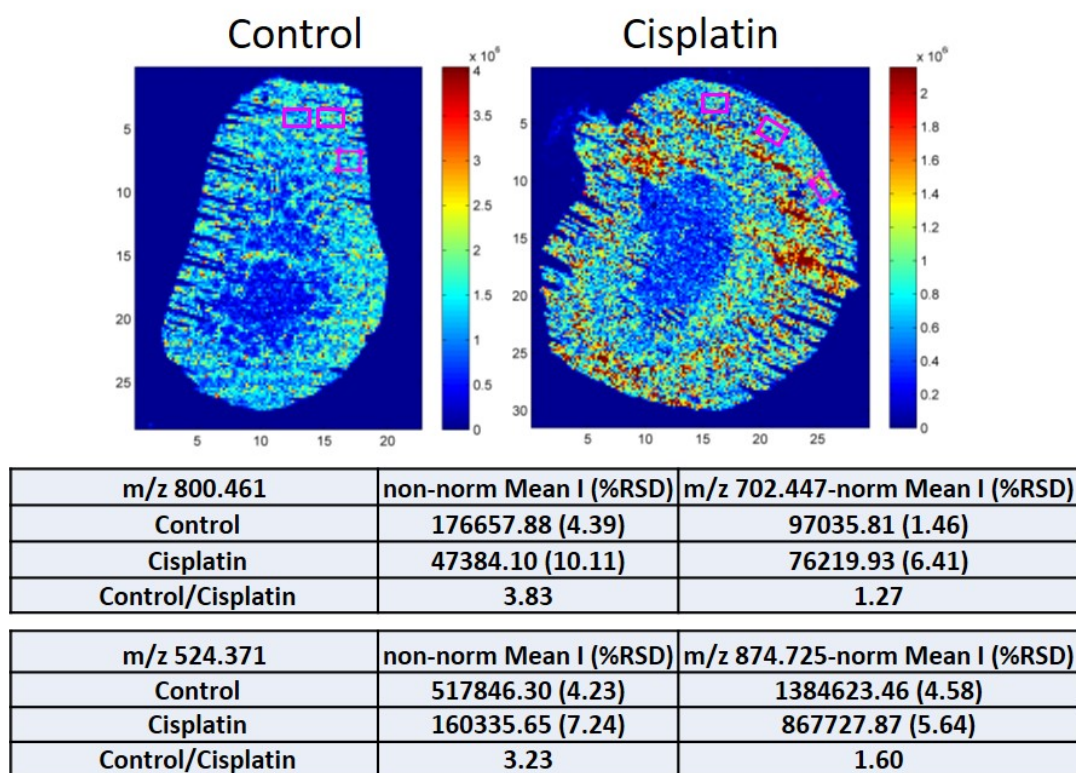 Control Cisplatin
x 10⁶ x 10⁶
4
3.5
3
2.5
2
1.5
1
0.5
0
5
10
15
20
25
5 10 15 20
2
1.8
1.6
1.4
1.2
1
0.8
0.6
0.4
0.2
0
5
10
15
20
25
30
5 10 15 20 25
m/z 800.461 non-norm Mean I (%RSD) m/z 702.447-norm Mean I (%RSD)
Control 176657.88 (4.39) 97035.81 (1.46)
Cisplatin 47384.10 (10.11) 76219.93 (6.41)
Control/Cisplatin 3.83 1.27
m/z 524.371 non-norm Mean I (%RSD) m/z 874.725-norm Mean I (%RSD)
Control 517846.30 (4.23) 1384623.46 (4.58)
Cisplatin 160335.65 (7.24) 867727.87 (5.64)
Control/Cisplatin 3.23 1.60